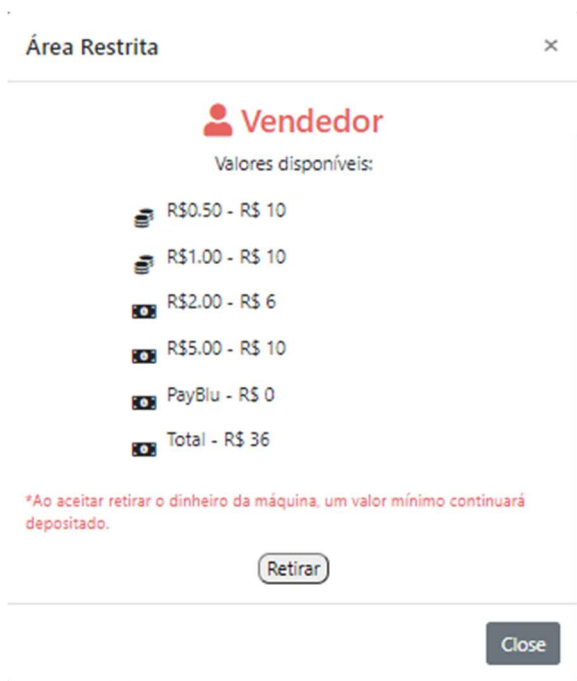 Área Restrita
×
Vendedor
Valores disponíveis:
R$0.50 - R$ 10
R$1.00 - R$ 10
R$2.00 - R$ 6
R$5.00 - R$ 10
PayBlu - R$ 0
Total - R$ 36
*Ao aceitar retirar o dinheiro da máquina, um valor mínimo continuará
depositado.
Retirar
Close